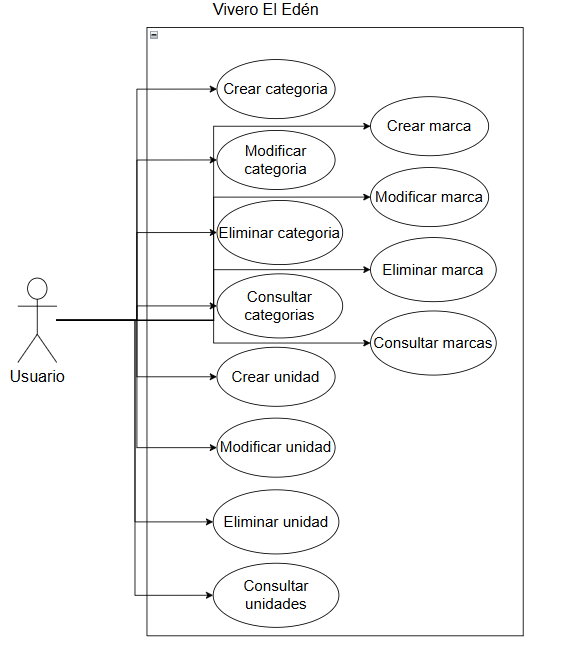 Vivero El Edén
Crear categoria
Crear marca
Modificar
categoria
Modificar marca
Eliminar categoria
Eliminar marca
Consultar
categorias
Consultar marcas
Usuario
Crear unidad
Modificar unidad
Eliminar unidad
Consultar
unidades